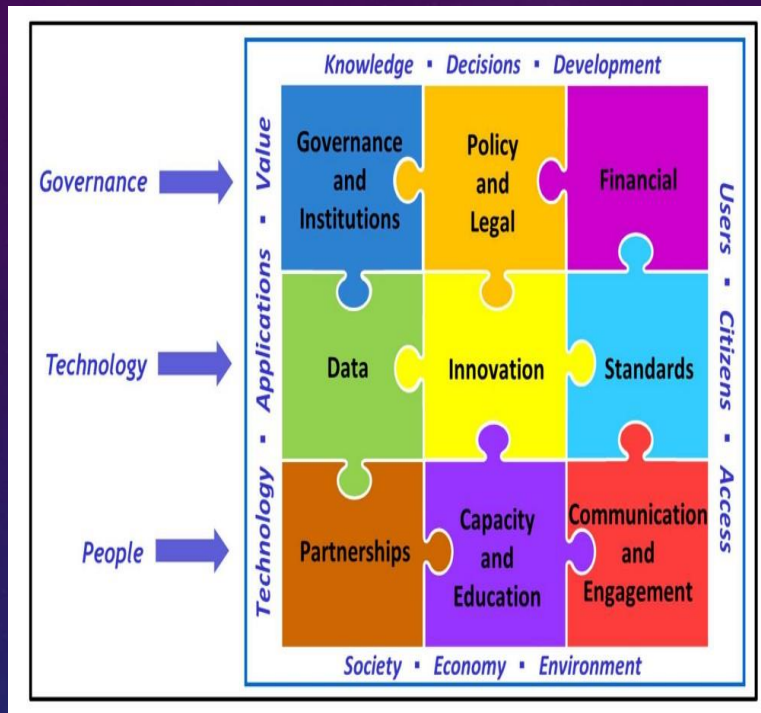 Knowledge ▪ Decisions ▪ Development
Governance
Technology
People
Technology ▪ Applications ▪ Value
Governance
and
Institutions
Policy
and
Legal
Financial
Data
Innovation
Standards
Partnerships
Capacity
and
Education
Communication
and
Engagement
Users ▪ Citizens ▪ Access
Society ▪ Economy ▪ Environment